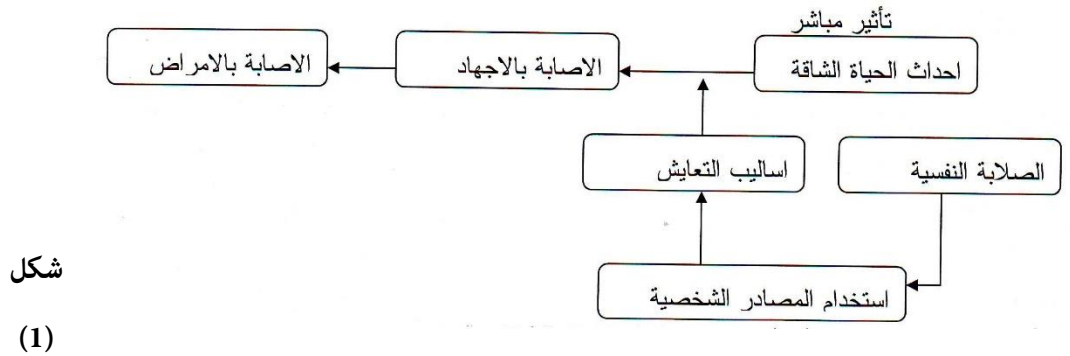 تأثير مباشر
احداث الحياة الشاقة
الاصابة بالاجهاد
الاصابة بالامراض
الصلابة النفسية
اساليب التعايش
استخدام المصادر الشخصية
شكل
(1)